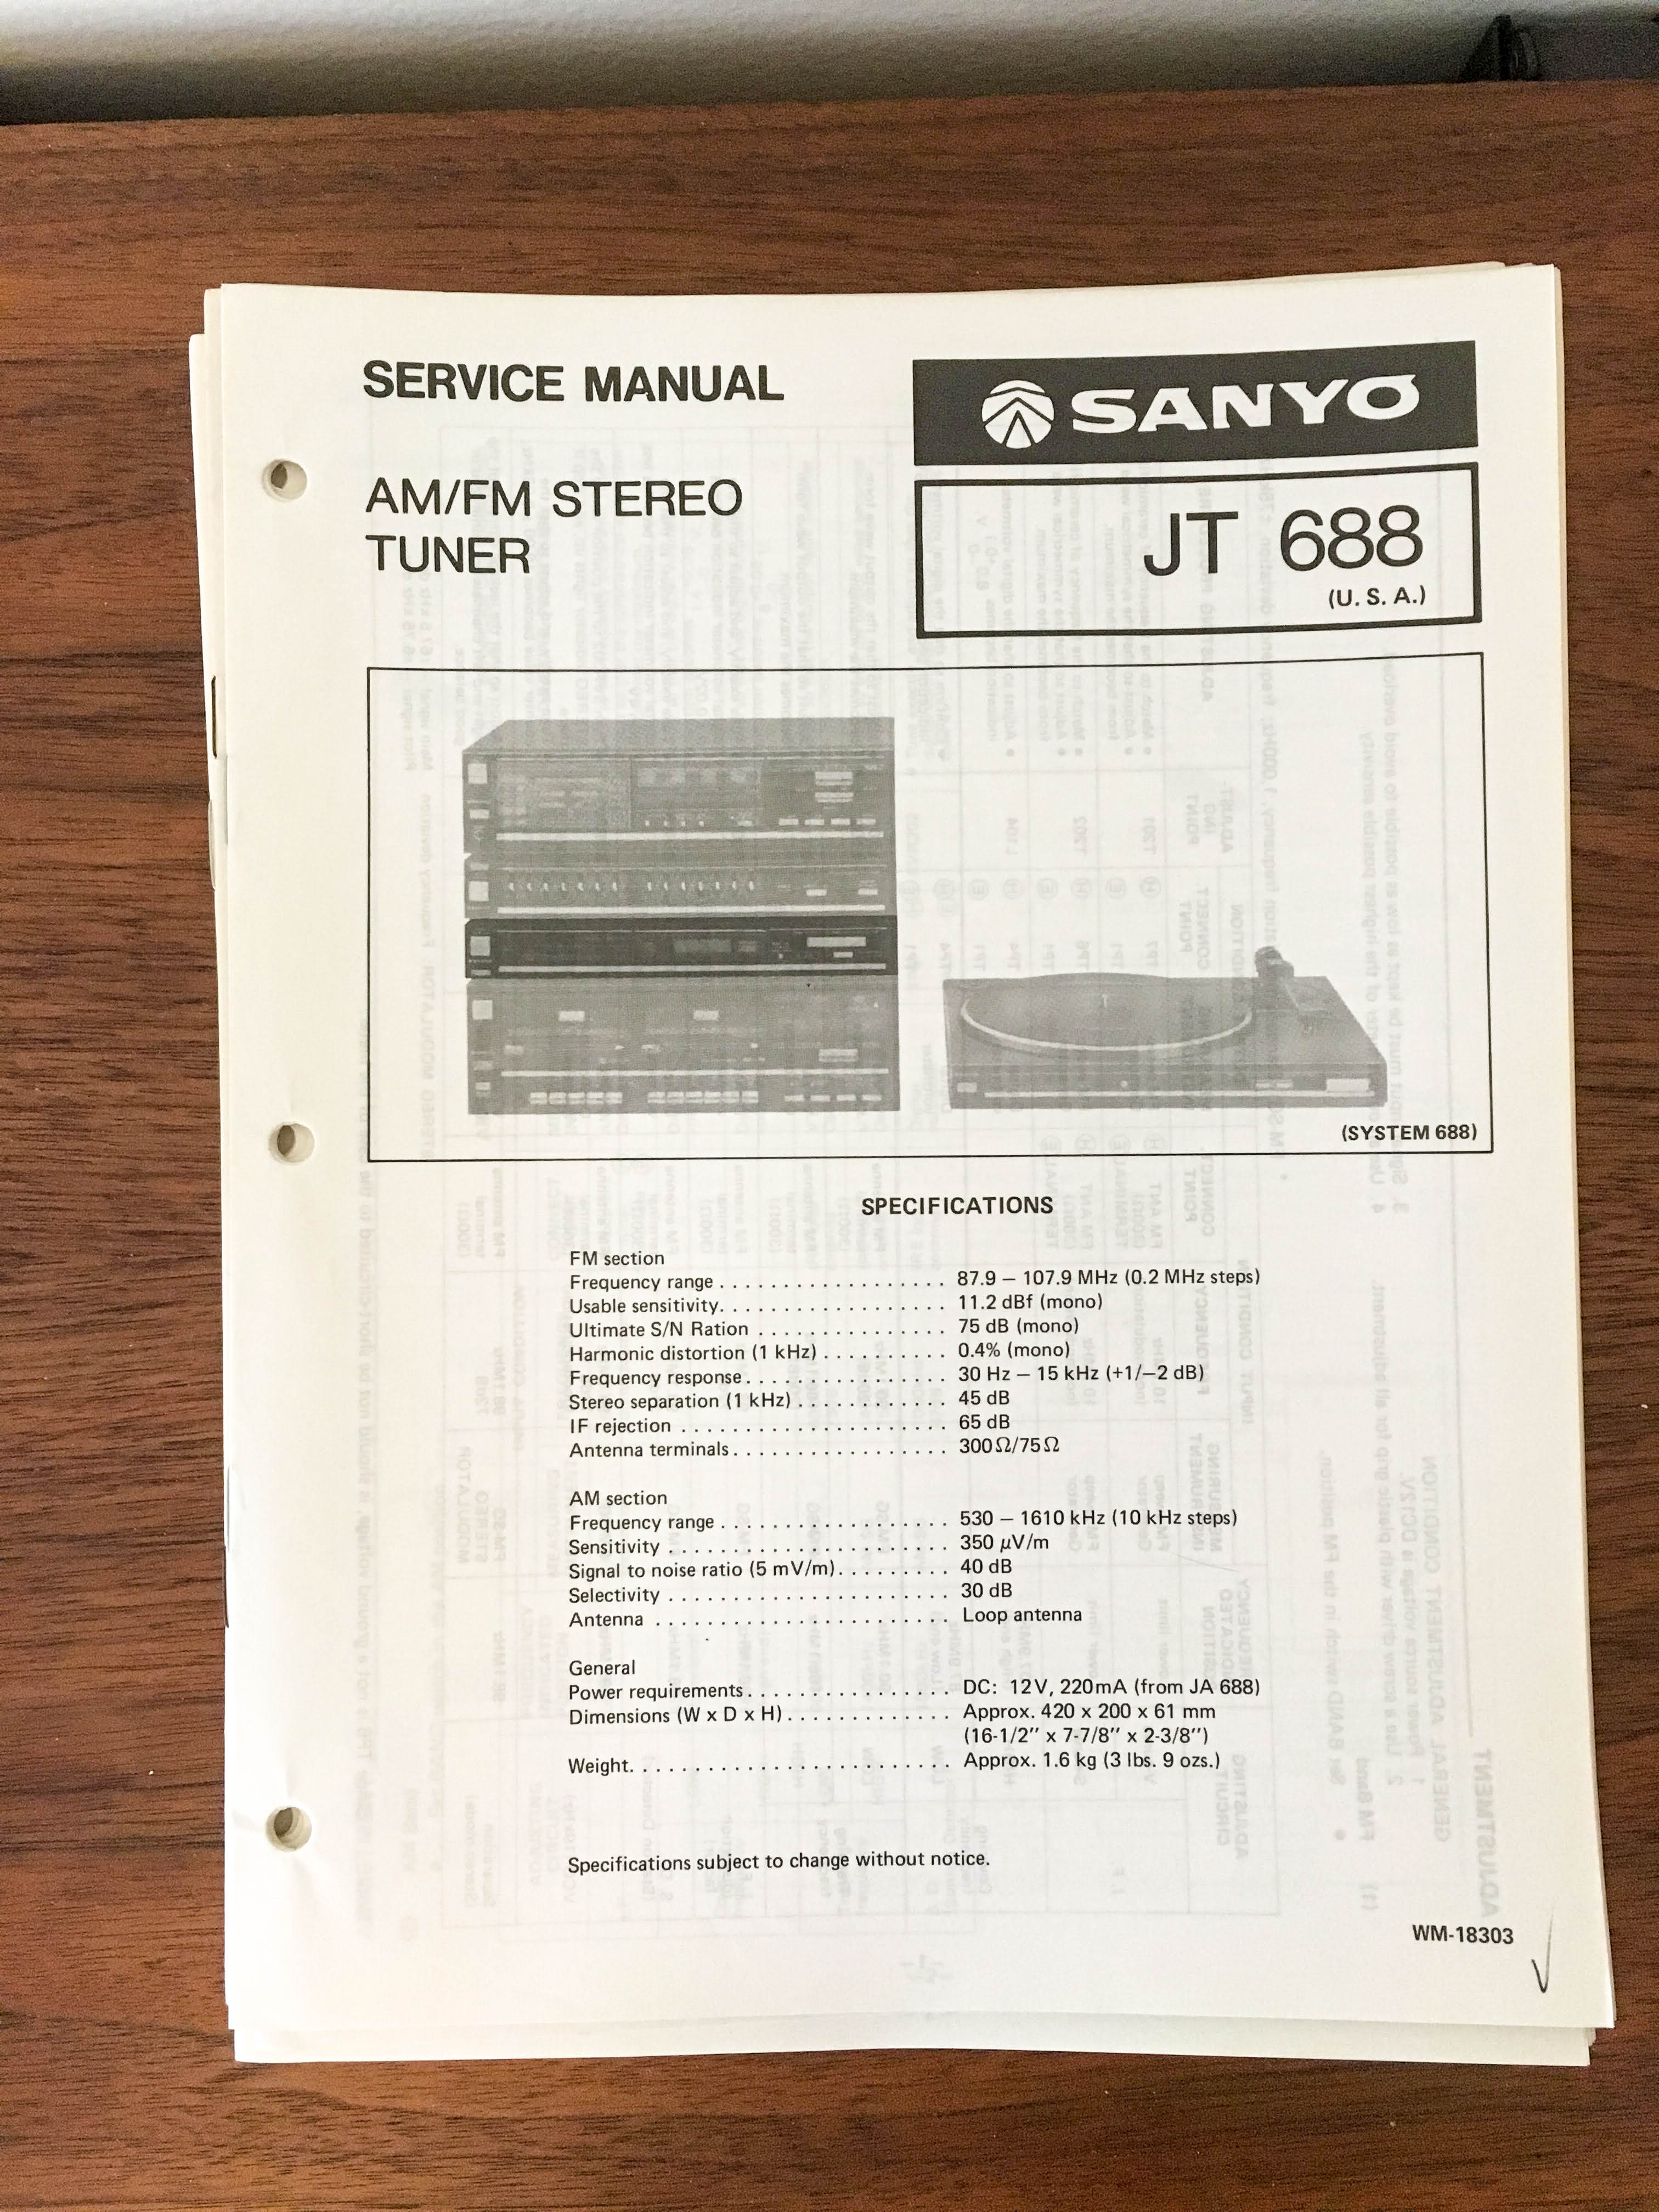 SERVICE MANUAL
SANYO
AM/FM STEREO
TUNER
JT 688
(U. S. A.)
(SYSTEM 688)
SPECIFICATIONS
FM section
Frequency range . . . . . . . . . . . . . . . . . . 87.9 – 107.9 MHz (0.2 MHz steps)
Usable sensitivity. . . . . . . . . . . . . . . . . . 11.2 dBf (mono)
Ultimate S/N Ration . . . . . . . . . . . . . . . 75 dB (mono)
Harmonic distortion (1 kHz) . . . . . . . . . . 0.4% (mono)
Frequency response. . . . . . . . . . . . . . . . 30 Hz – 15 kHz (+1/–2 dB)
Stereo separation (1 kHz) . . . . . . . . . . . . 45 dB
IF rejection . . . . . . . . . . . . . . . . . . . . . 65 dB
Antenna terminals. . . . . . . . . . . . . . . . . 300Ω/75Ω
AM section
Frequency range . . . . . . . . . . . . . . . . . . 530 – 1610 kHz (10 kHz steps)
Sensitivity . . . . . . . . . . . . . . . . . . . . . . 350 μV/m
Signal to noise ratio (5 mV/m). . . . . . . . . 40 dB
Selectivity . . . . . . . . . . . . . . . . . . . . . . 30 dB
Antenna . . . . . . . . . . . . . . . . . . . . . . . Loop antenna
General
Power requirements. . . . . . . . . . . . . . . . DC: 12V, 220mA (from JA 688)
Dimensions (W x D x H). . . . . . . . . . . . . Approx. 420 x 200 x 61 mm
(16-1/2" x 7-7/8" x 2-3/8")
Weight. . . . . . . . . . . . . . . . . . . . . . . . . Approx. 1.6 kg (3 lbs. 9 ozs.)
Specifications subject to change without notice.
WM-18303